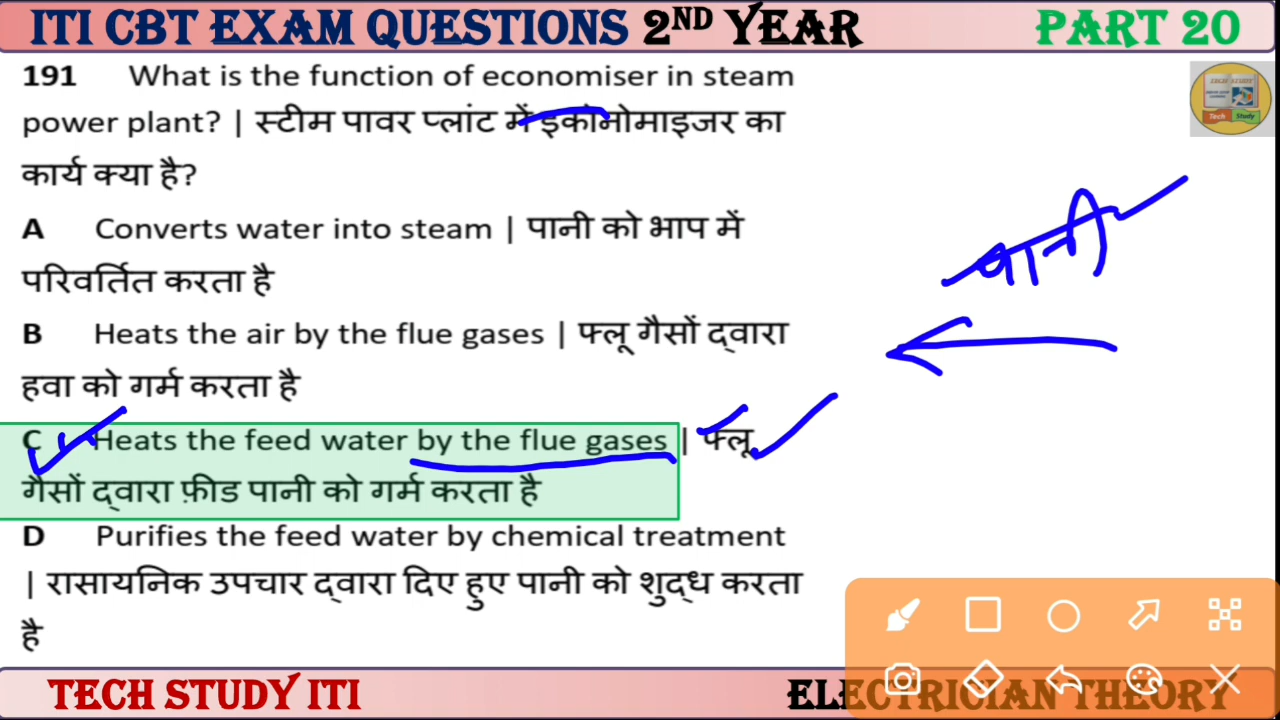 ITI CBT EXAM QUESTIONS 2ND YEAR PART 20
191 What is the function of economiser in steam
power plant? | स्टीम पावर प्लांट में इकोनोमाइजर का
कार्य क्या है?
A Converts water into steam | पानी को भाप में
परिवर्तित करता है
B Heats the air by the flue gases | फ्लू गैसों द्वारा
हवा को गर्म करता है
C Heats the feed water by the flue gases | फ्लू
गैसों द्वारा फ़ीड पानी को गर्म करता है
D Purifies the feed water by chemical treatment
| रासायनिक उपचार द्वारा दिए हुए पानी को शुद्ध करता
है
पानी
Tech Study
TECH STUDY ITI ELECTRICIAN THEORY